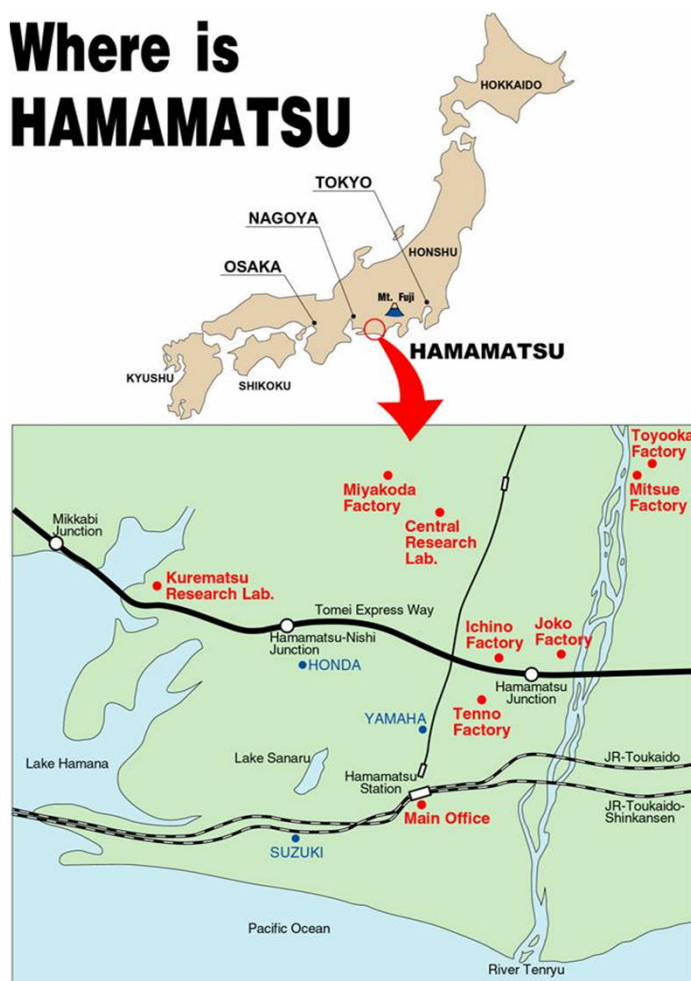 Where is
HAMAMATSU
HOKKAIDO
TOKYO
NAGOYA
HONSHU
OSAKA
Mt. Fuji
HAMAMATSU
KYUSHU
SHIKOKU
Toyooka
Factory
Mitsue
Factory
Miyakoda
Factory
Central
Research
Lab.
Mikkabi
Junction
Kurematsu
Research Lab.
Tomei Express Way
Ichino
Factory
Joko
Factory
Hamamatsu-Nishi
Junction
HONDA
Hamamatsu
Junction
Tenno
Factory
YAMAHA
Lake Hamana
Lake Sanaru
Hamamatsu
Station
JR-Toukaido
JR-Toukaido-
Shinkansen
Main Office
SUZUKI
Pacific Ocean
River Tenryu